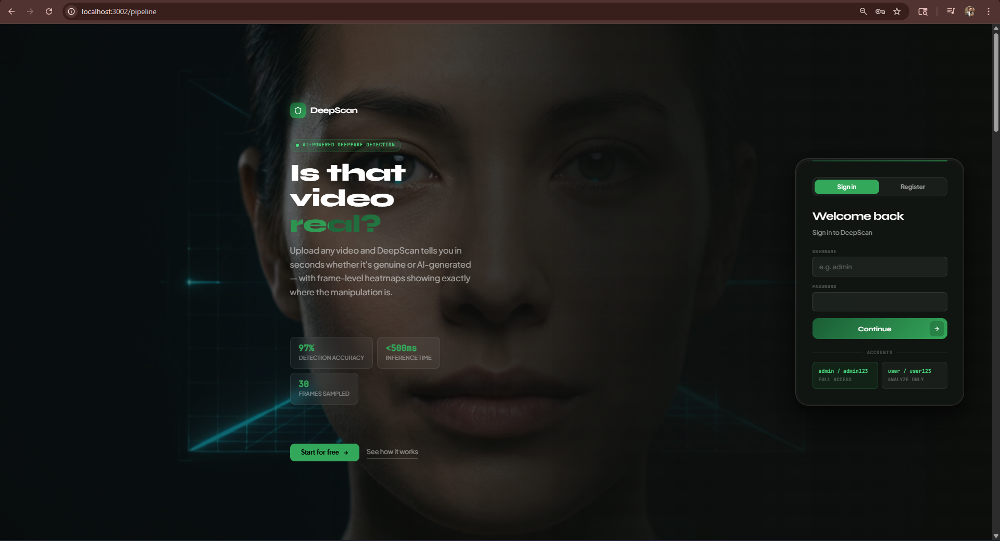 localhost:3002/pipeline
DeepScan
AI-POWERED DEEPFAKE DETECTION
Is that
video
real?
Upload any video and DeepScan tells you in
seconds whether it's genuine or AI-generated
— with frame-level heatmaps showing exactly
where the manipulation is.
97%
DETECTION ACCURACY
<500ms
INFERENCE TIME
30
FRAMES SAMPLED
Start for free →
See how it works
Sign in
Register
Welcome back
Sign in to DeepScan
USERNAME
e.g. admin
PASSWORD
Continue →
ACCOUNTS
admin / admin123
FULL ACCESS
user / user123
ANALYZE ONLY